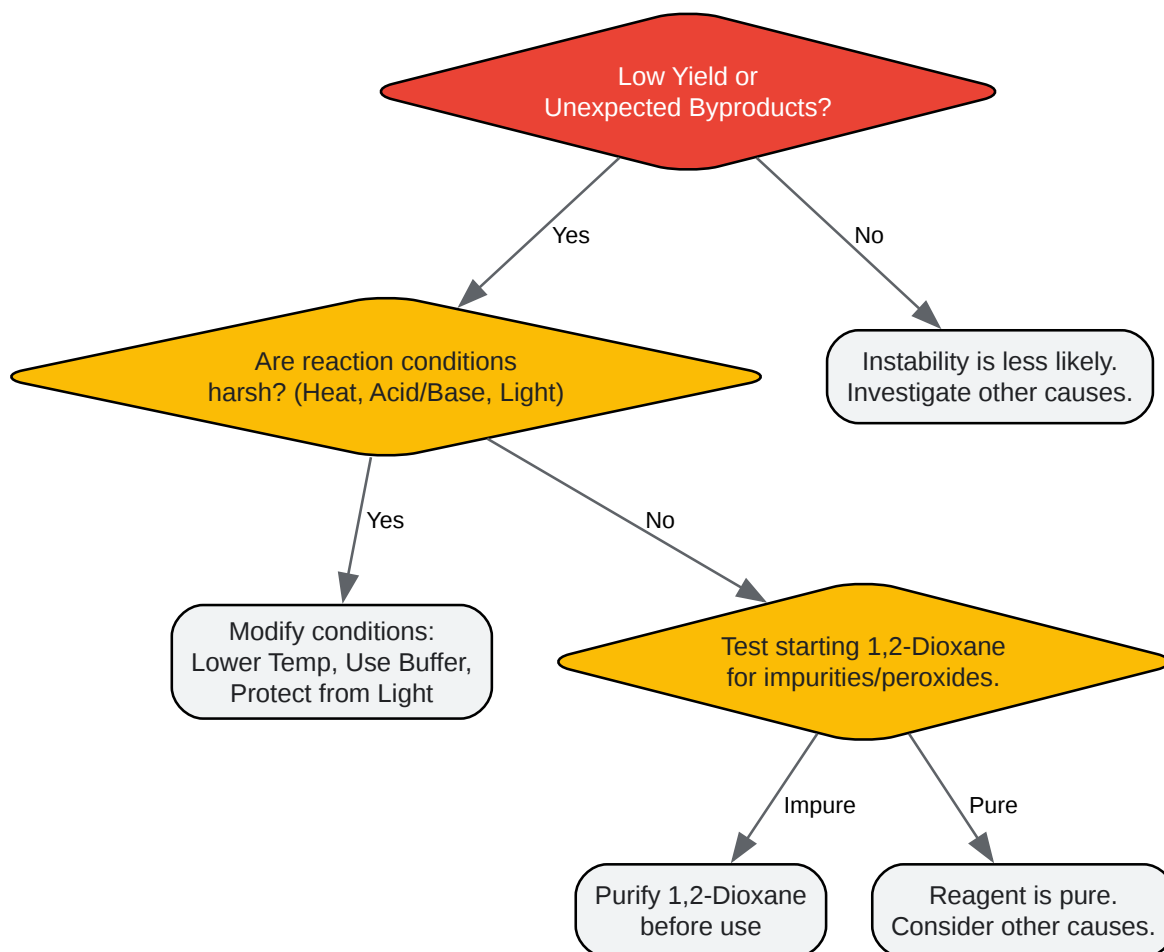 Low Yield or
Unexpected Byproducts?
Yes
No
Are reaction conditions
harsh? (Heat, Acid/Base, Light)
Instability is less likely.
Investigate other causes.
Yes
No
Modify conditions:
Lower Temp, Use Buffer,
Protect from Light
Test starting 1,2-Dioxane
for impurities/peroxides.
Impure
Pure
Purify 1,2-Dioxane
before use
Reagent is pure.
Consider other causes.